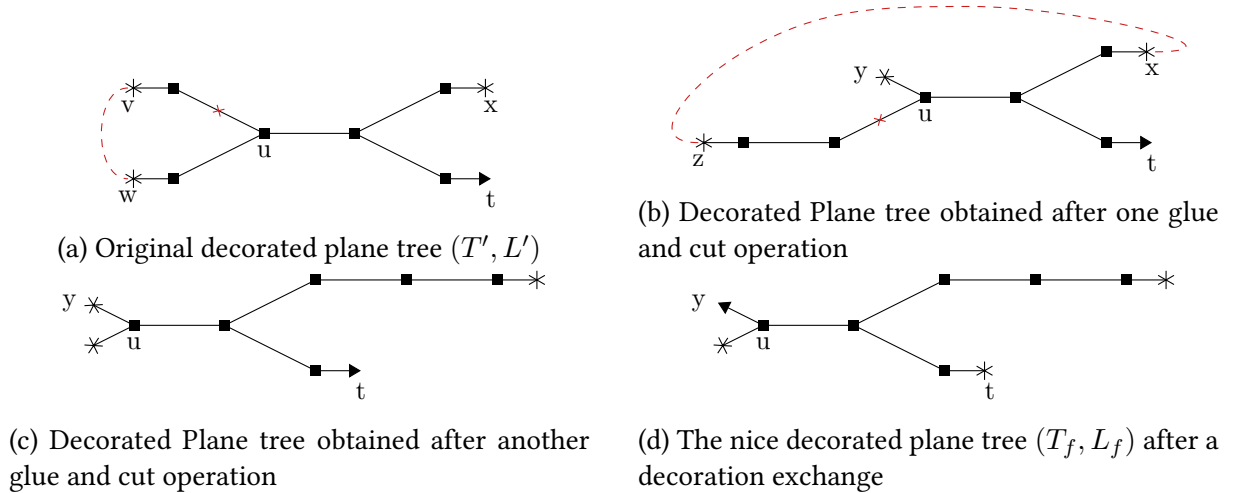 v
x
u
w
t
(a) Original decorated plane tree (T′, L′)
y
x
u
z
t
(b) Decorated Plane tree obtained after one glue
and cut operation
y
u
t
(c) Decorated Plane tree obtained after another
glue and cut operation
y
u
t
(d) The nice decorated plane tree (T_f, L_f) after a
decoration exchange